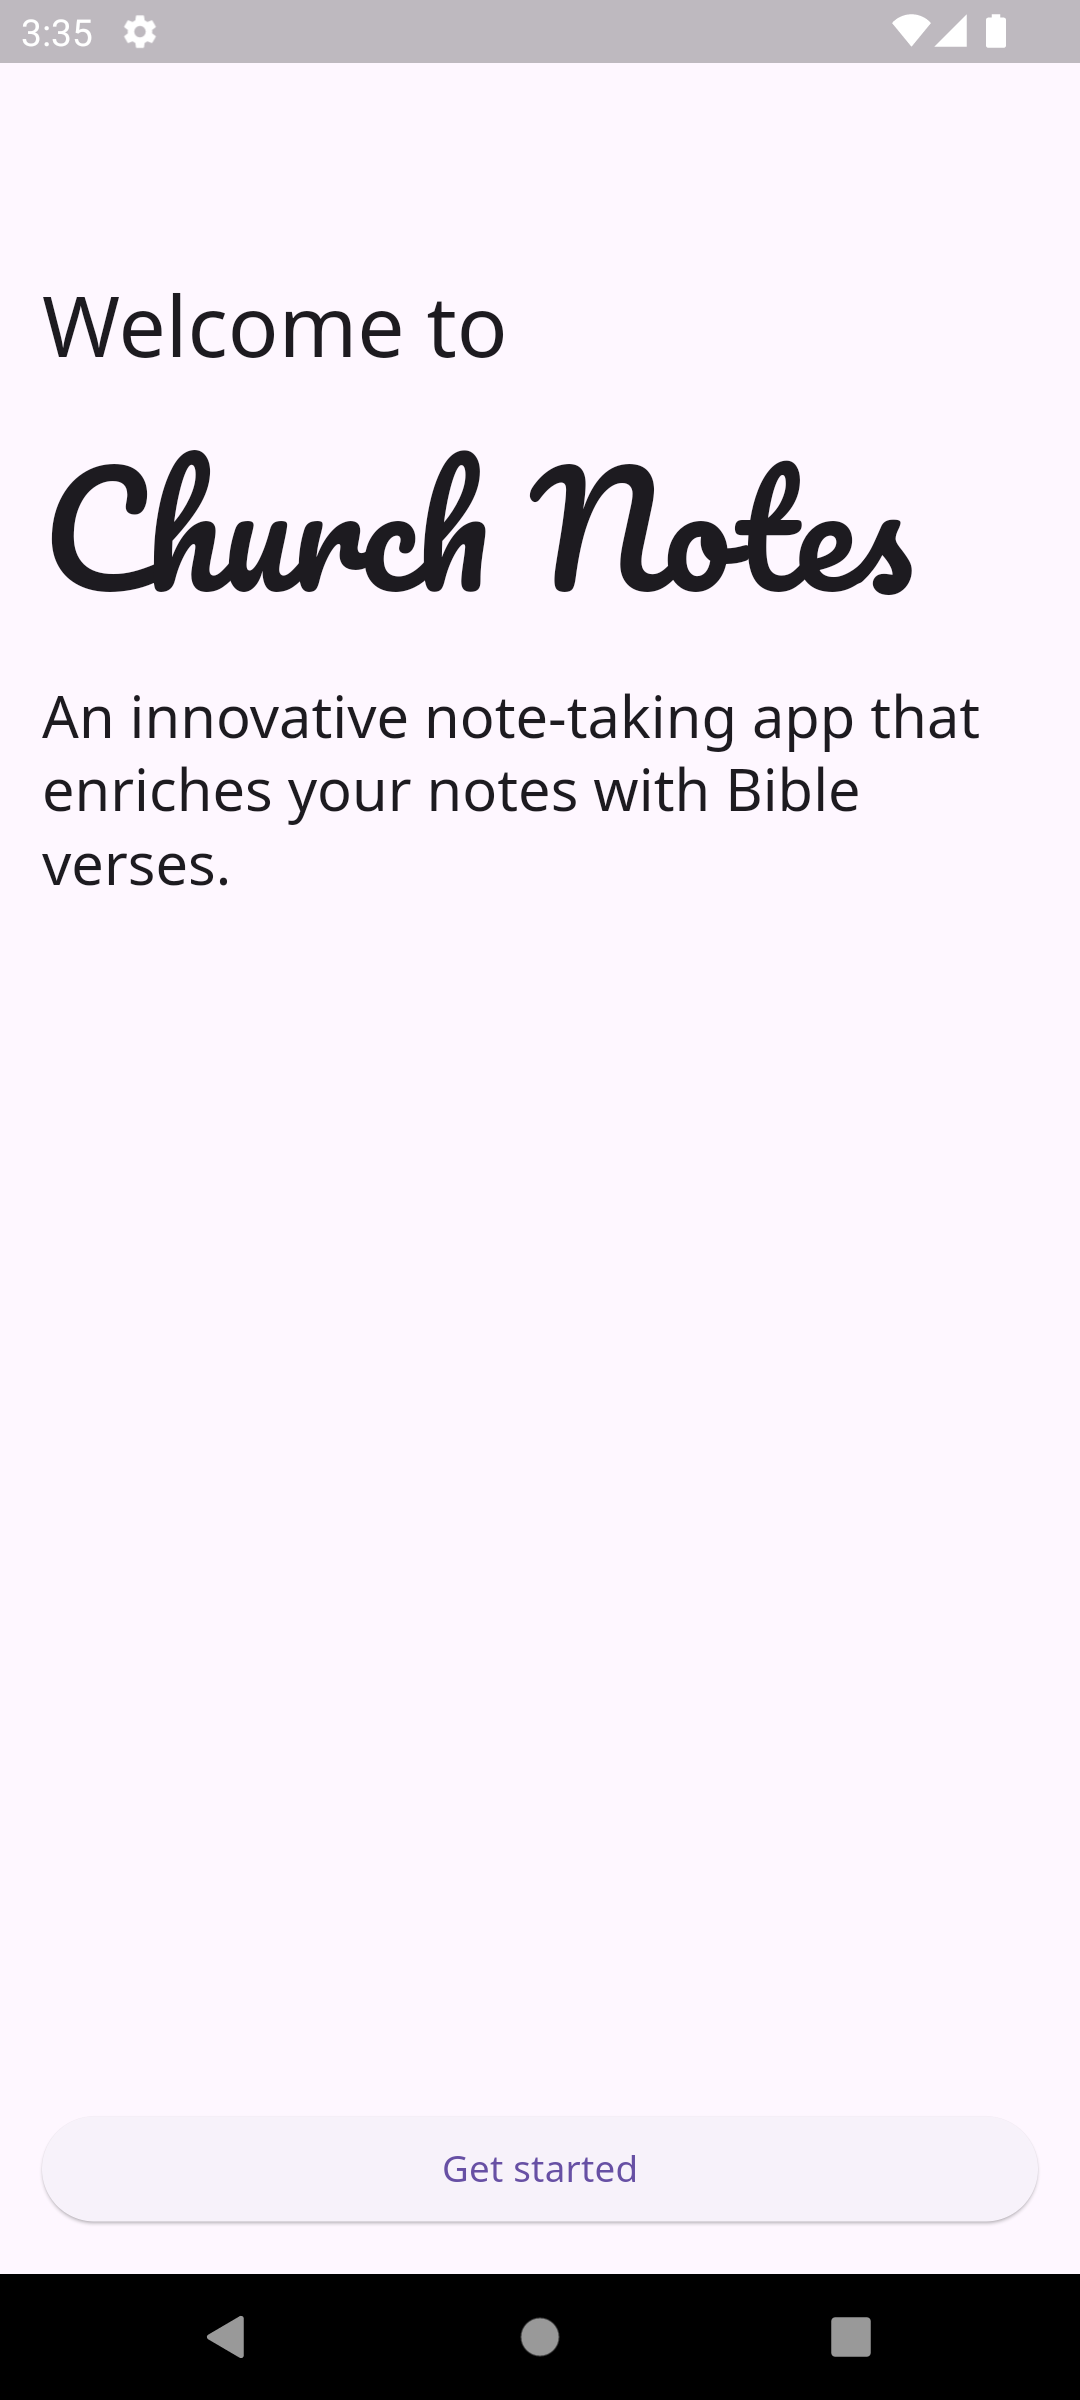 3:35
Welcome to
Church Notes
An innovative note-taking app that
enriches your notes with Bible
verses.
Get started